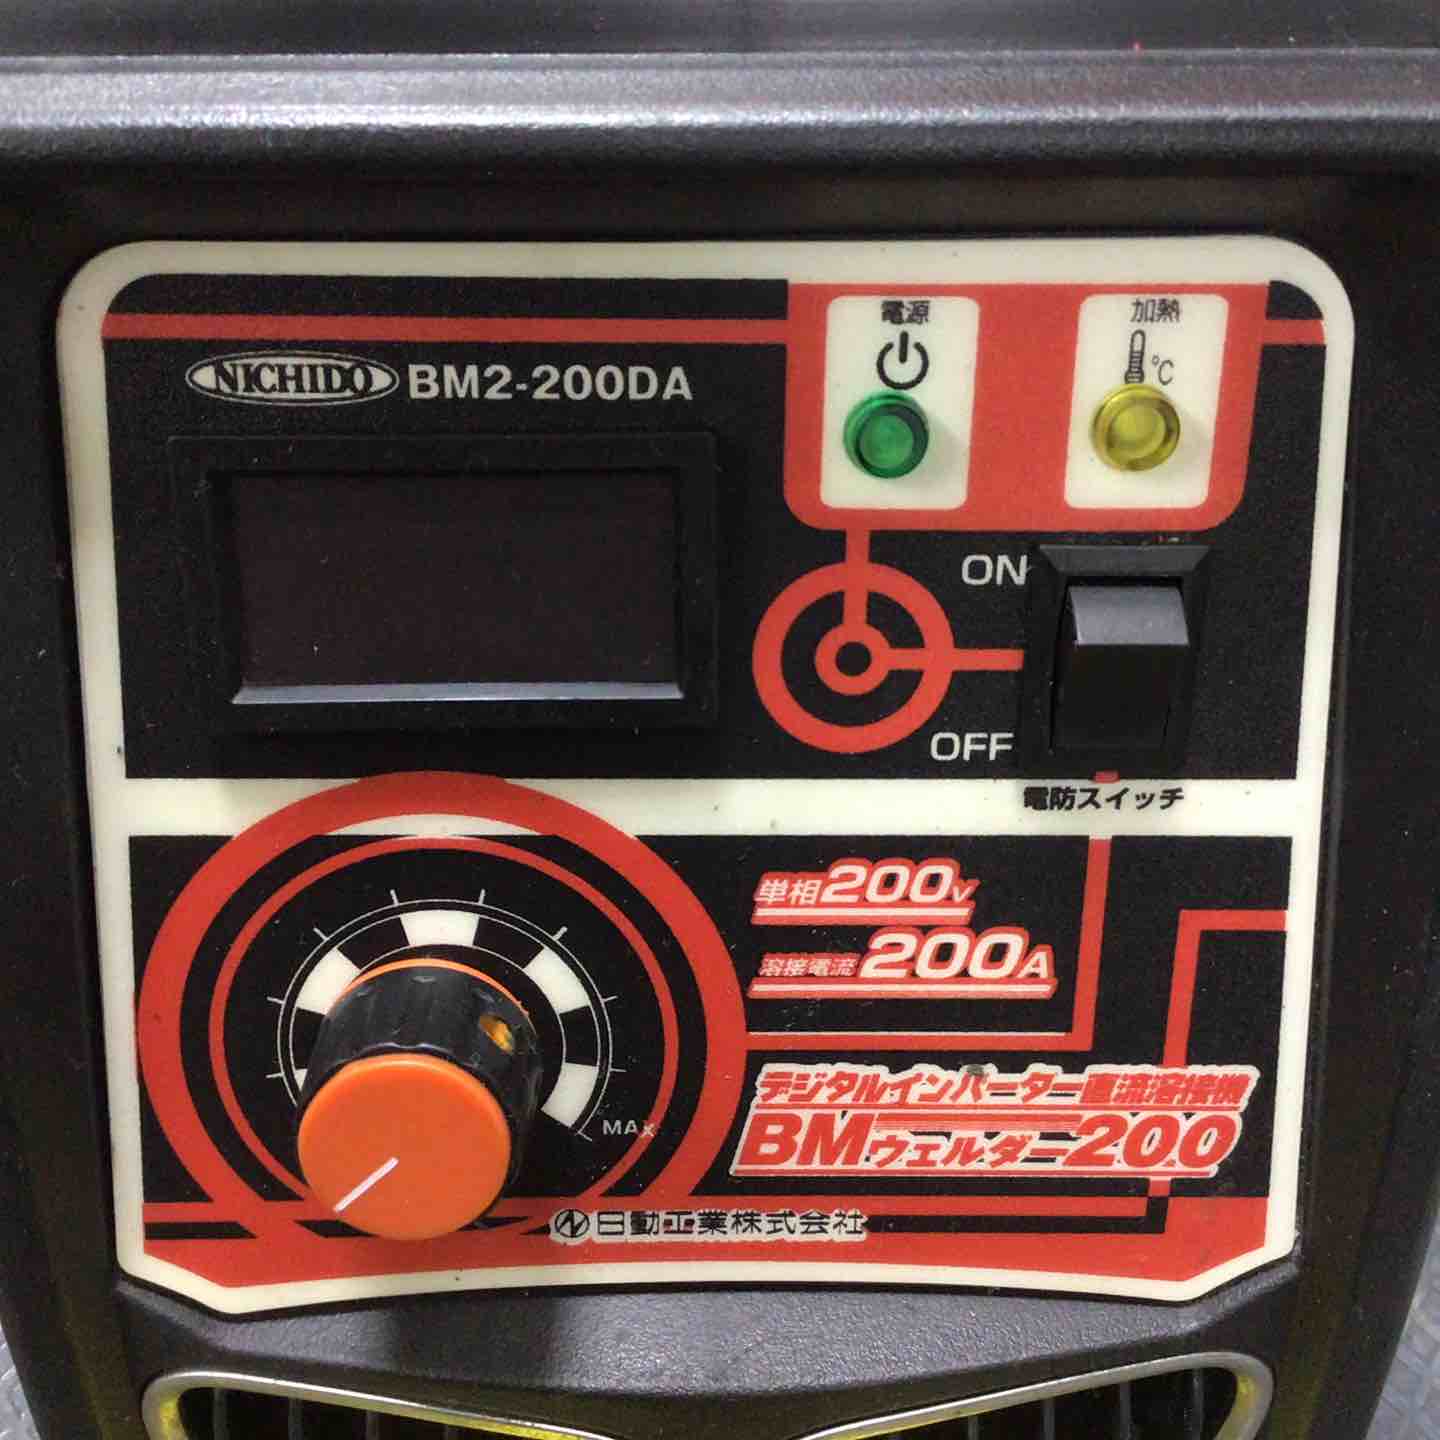 電源
加熱
℃
NICHIDO BM2-200DA
ON
OFF
電防スイッチ
単相200V
溶接電流200A
MAX
デジタルインバーター直流溶接機
BMウェルダー200
日動工業株式会社